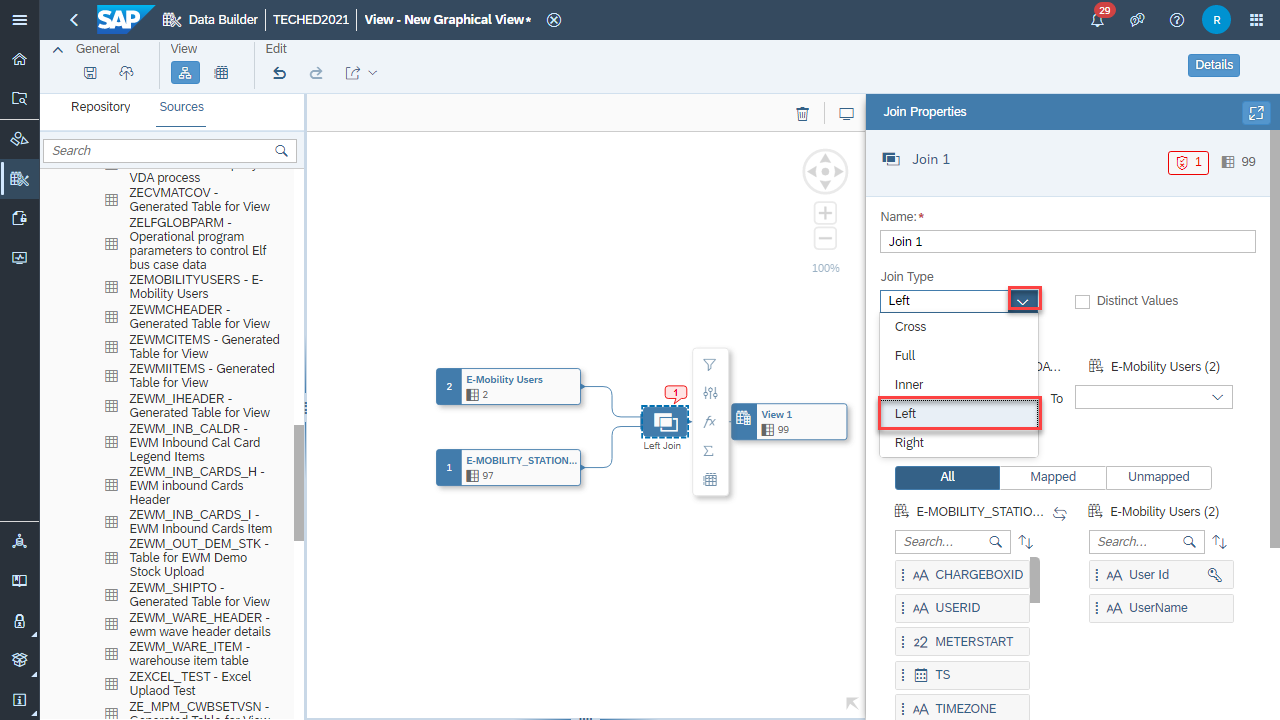 SAP
Data Builder
TECHED2021
View - New Graphical View*
29
R
General
View
Edit
Details
Repository
Sources
Search
VDA process
ZECVMATCOV -
Generated Table for View
ZELFGLOBPARM -
Operational program
parameters to control Elf
bus case data
ZEMOBILITYUSERS - E-
Mobility Users
ZEWMCHEADER -
Generated Table for View
ZEWMCITEMS - Generated
Table for View
ZEWMIITEMS - Generated
Table for View
ZEWM_IHEADER -
Generated Table for View
ZEWM_INB_CALDR -
EWM Inbound Cal Card
Legend Items
ZEWM_INB_CARDS_H -
EWM inbound Cards
Header
ZEWM_INB_CARDS_I -
EWM Inbound Cards Item
ZEWM_OUT_DEM_STK -
Table for EWM Demo
Stock Upload
ZEWM_SHIPTO -
Generated Table for View
ZEWM_WARE_HEADER -
ewm wave header details
ZEWM_WARE_ITEM -
warehouse item table
ZEXCEL_TEST - Excel
Uplaod Test
ZE_MPM_CWBSETVSN -
100%
2
E-Mobility Users
2
1
E-MOBILITY_STATION...
97
1
Left Join
View 1
99
Join Properties
Join 1
1
99
Name:*
Join 1
Join Type
Left
Distinct Values
Cross
Full
Inner
Left
Right
DA...
E-Mobility Users (2)
To
All
Mapped
Unmapped
E-MOBILITY_STATIO...
E-Mobility Users (2)
Search...
Search...
CHARGEBOXID
User Id
USERID
UserName
METERSTART
TS
TIMEZONE